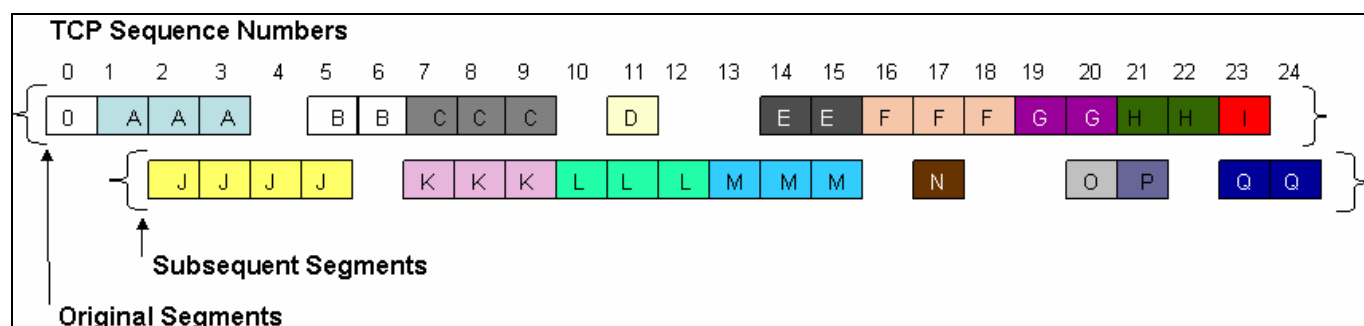 TCP Sequence Numbers
0 1 2 3 4 5 6 7 8 9 10 11 12 13 14 15 16 17 18 19 20 21 22 23 24
0 A A A B B C C C D E E F F F G G H H I
J J J J K K K L L L M M M N O P Q Q
Subsequent Segments
Original Segments